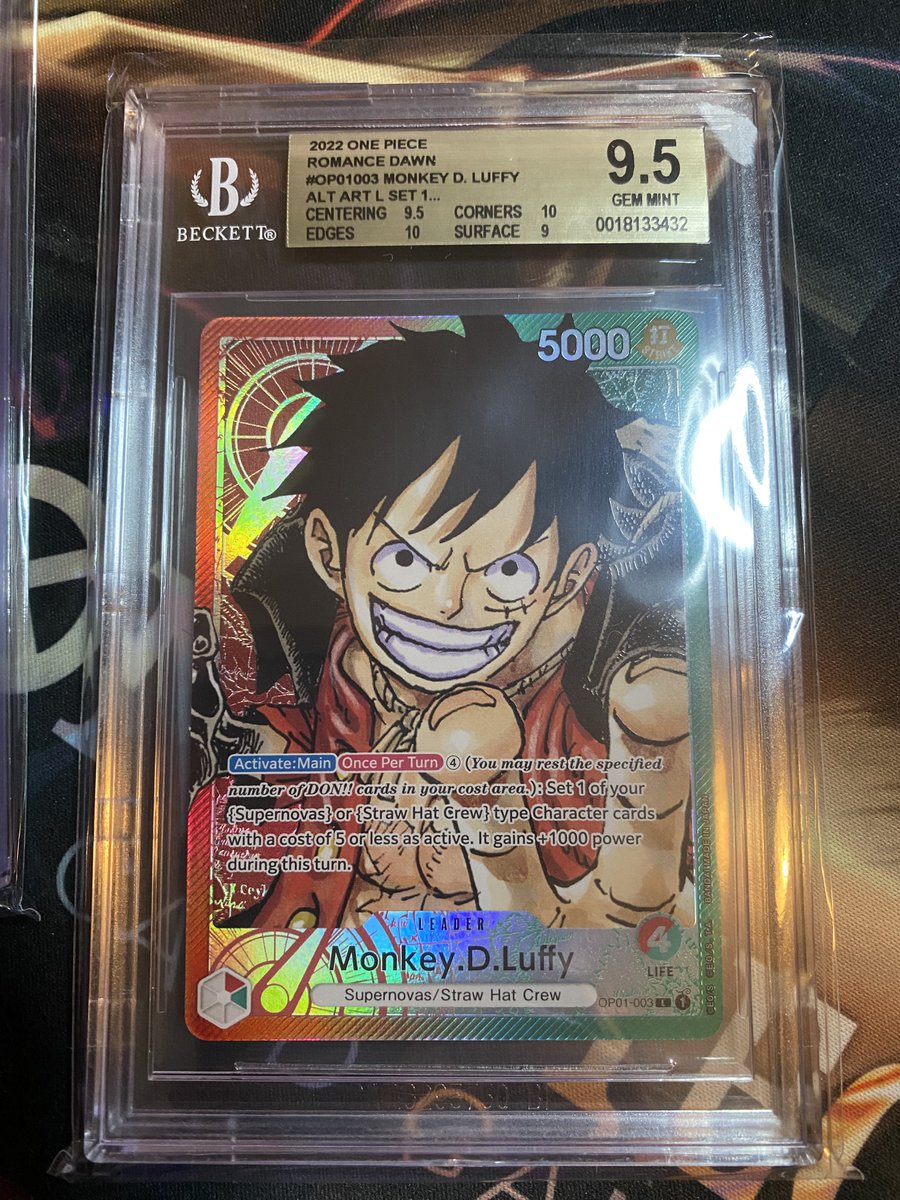 2022 ONE PIECE
ROMANCE DAWN
#OP01003 MONKEY D. LUFFY
ALT ART L SET 1...
CENTERING 9.5 CORNERS 10
EDGES 10 SURFACE 9
9.5
GEM MINT
0018133432
B
BECKETT®
5000
打
Activate:Main Once Per Turn ④ (You may rest the specified
number of DON!! cards in your cost area.): Set 1 of your
{Supernovas} or {Straw Hat Crew} type Character cards
with a cost of 5 or less as active. It gains +1000 power
during this turn.
LEADER
4
LIFE
Monkey.D.Luffy
Supernovas/Straw Hat Crew
OP01-003 L